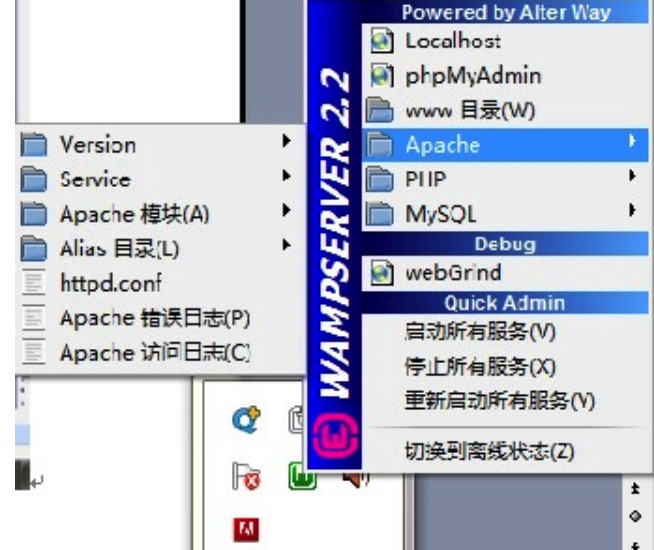 Powered by Alter Way
Localhost
phpMyAdmin
www 目录(W)
Apache
PHP
MySQL
Debug
webGrind
Quick Admin
启动所有服务(V)
停止所有服务(X)
重新启动所有服务(Y)
切换到离线状态(Z)
WAMPSERVER 2.2
Version
Service
Apache 模块(A)
Alias 目录(L)
httpd.conf
Apache 错误日志(P)
Apache 访问日志(C)